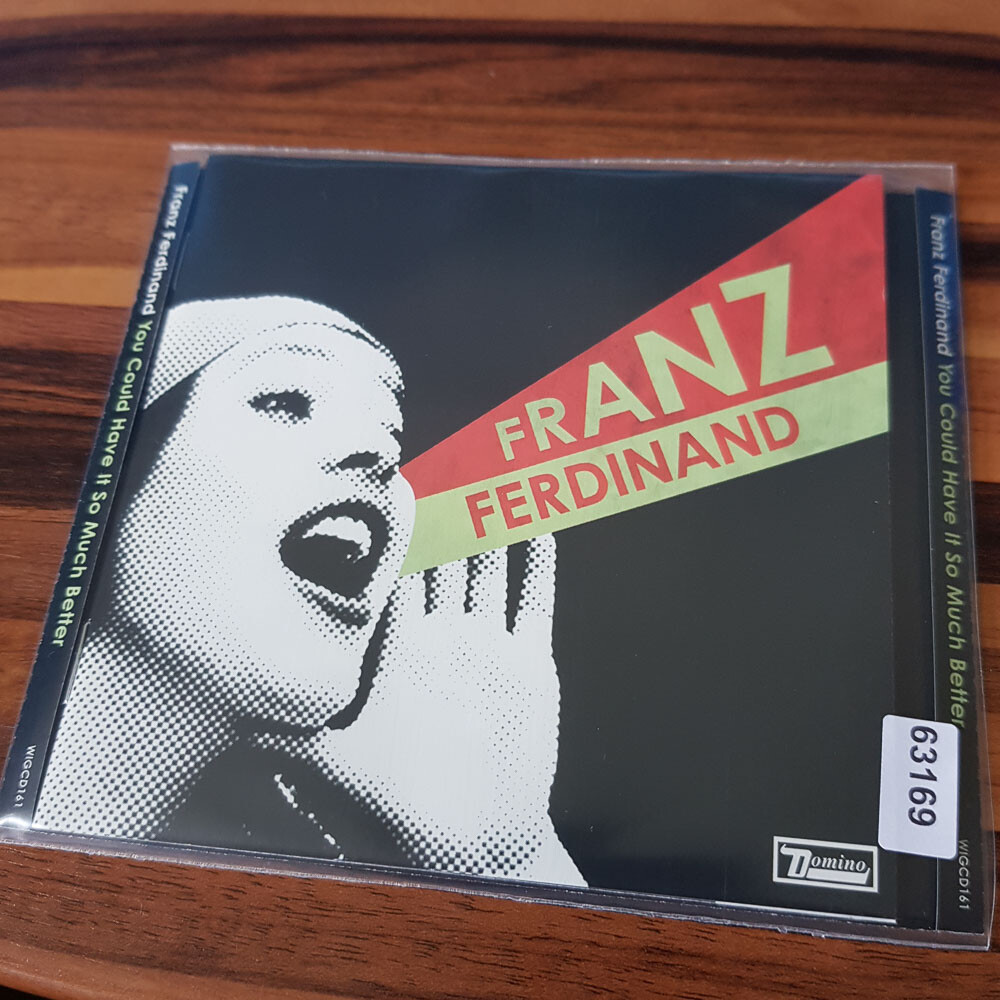 Franz Ferdinand You Could Have It So Much Better
WIGCD161
FRANZ
FERDINAND
Domino
Franz Ferdinand You Could Have It So Much Better
63169
WIGCD161